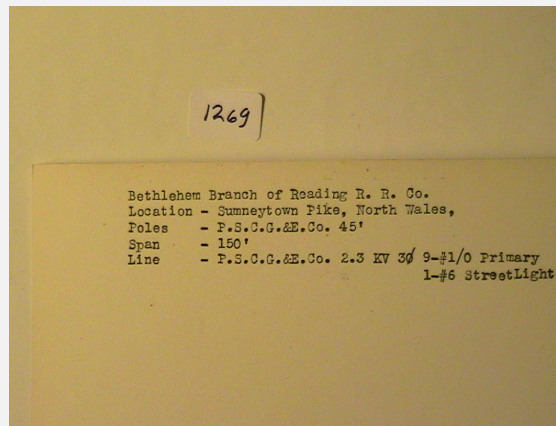 1269
Bethlehem Branch of Reading R. R. Co.
Location - Sumneytown Pike, North Wales,
Poles - P.S.C.G.&E.Co. 45'
Span - 150'
Line - P.S.C.G.&E.Co. 2.3 KV 3Ø 9-#1/0 Primary
1-#6 StreetLight